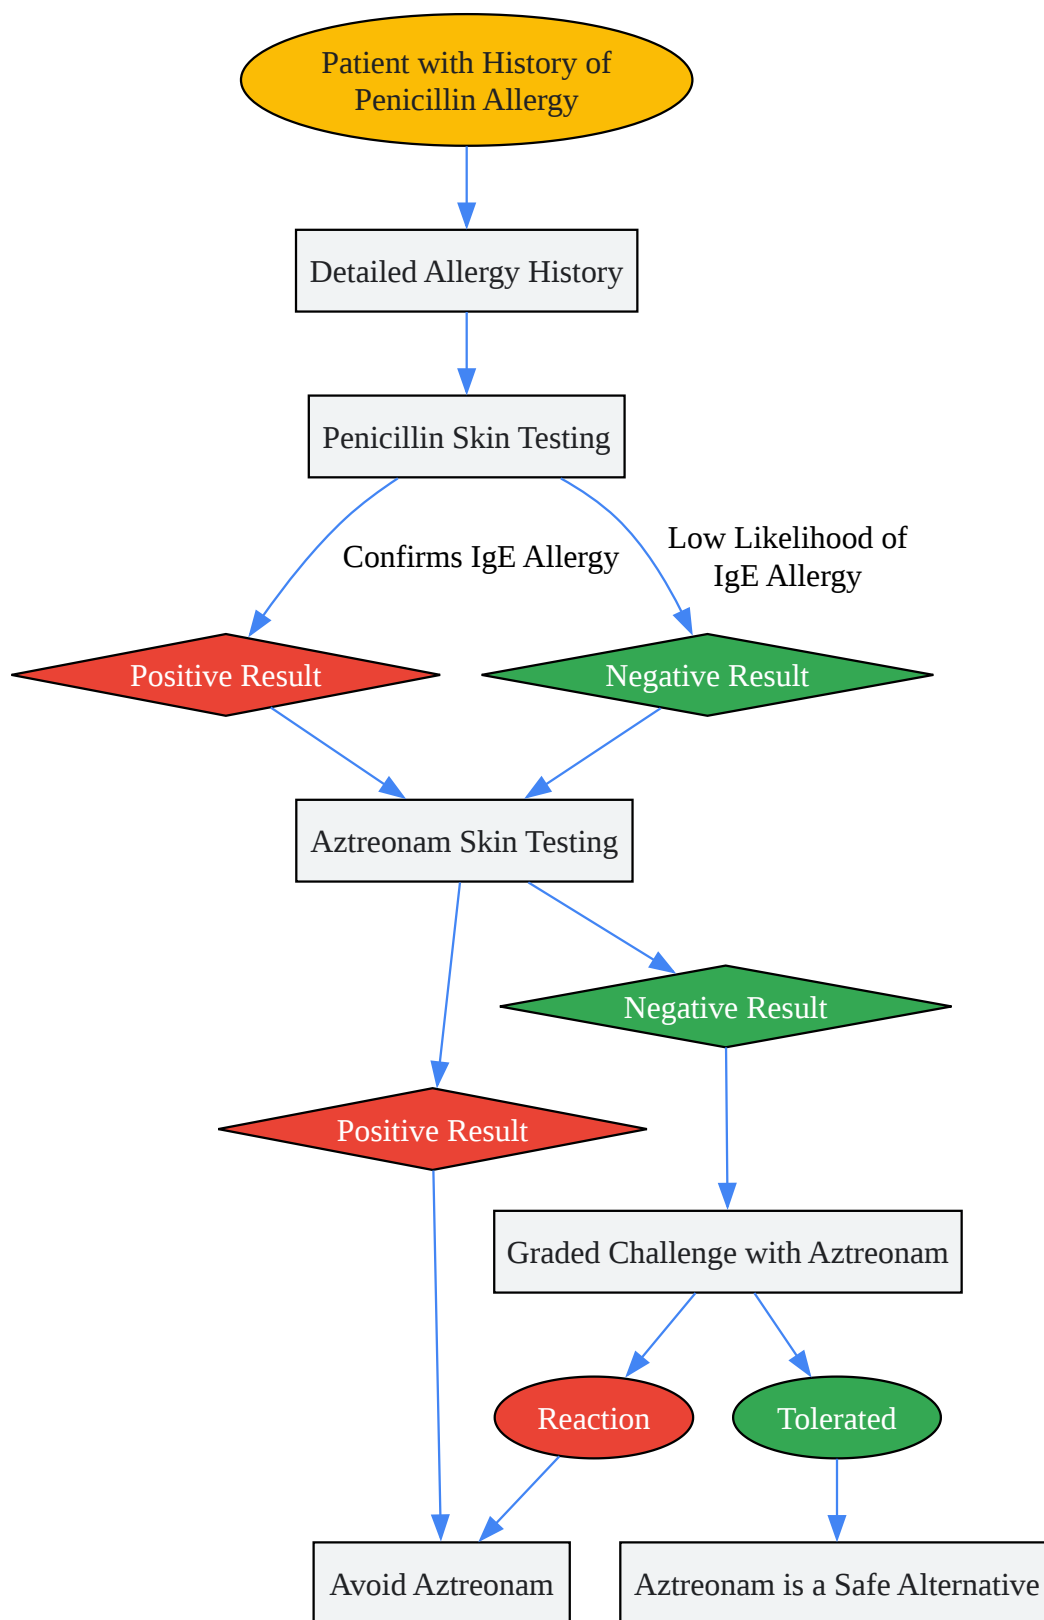 Patient with History of
Penicillin Allergy
Detailed Allergy History
Penicillin Skin Testing
Confirms IgE Allergy
Low Likelihood of
IgE Allergy
Positive Result
Negative Result
Aztreonam Skin Testing
Negative Result
Positive Result
Graded Challenge with Aztreonam
Reaction
Tolerated
Avoid Aztreonam
Aztreonam is a Safe Alternative